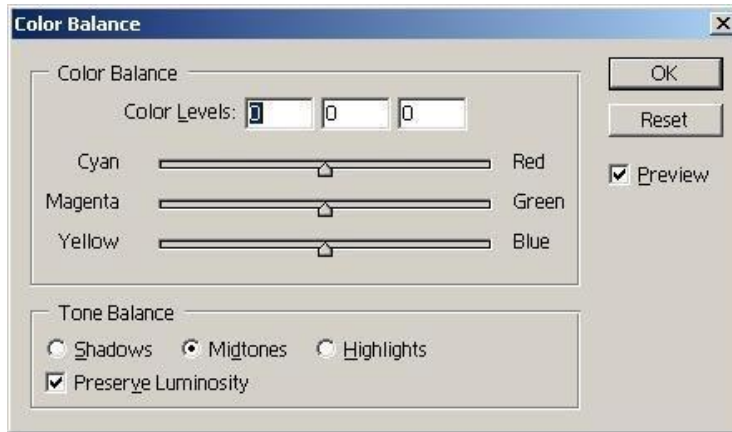 Color Balance
Color Balance
Color Levels: 0 0 0
Cyan Red
Magenta Green
Yellow Blue
OK
Reset
Preview
Tone Balance
Shadows Midtones Highlights
Preserve Luminosity